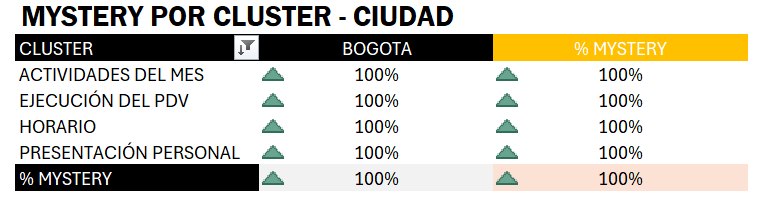 MYSTERY POR CLUSTER - CIUDAD
CLUSTER BOGOTA % MYSTERY
ACTIVIDADES DEL MES 100% 100%
EJECUCIÓN DEL PDV 100% 100%
HORARIO 100% 100%
PRESENTACIÓN PERSONAL 100% 100%
% MYSTERY 100% 100%